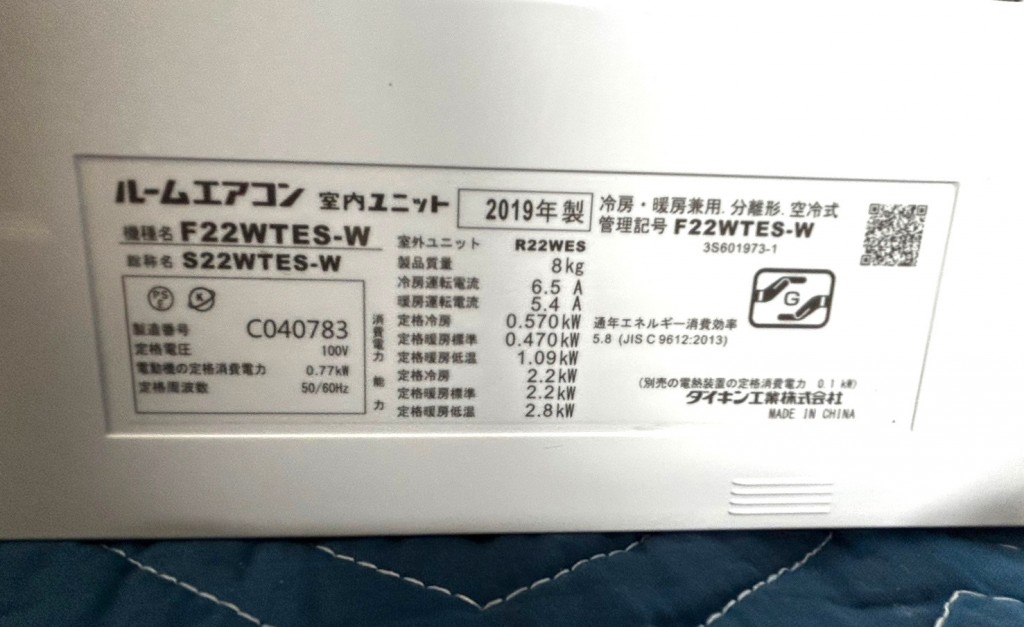 ルームエアコン 室内ユニット 2019年 製
機種名 F22WTES-W
総称名 S22WTES-W
PS
E
製造番号 C040783
定格電圧 100V
電動機の定格消費電力 0.77kW
定格周波数 50/60Hz
室外ユニット R22WES
製品質量 8kg
冷房運転電流 6.5 A
暖房運転電流 5.4 A
消費電力
定格冷房 0.570kW
定格暖房標準 0.470kW
定格暖房低温 1.09kW
能力
定格冷房 2.2kW
定格暖房標準 2.2kW
定格暖房低温 2.8kW
冷房・暖房兼用. 分離形. 空冷式
管理記号 F22WTES-W
3S601973-1
G
通年エネルギー消費効率
5.8 (JIS C 9612:2013)
(別売の電熱装置の定格消費電力 0.1 kW)
ダイキン工業株式会社
MADE IN CHINA